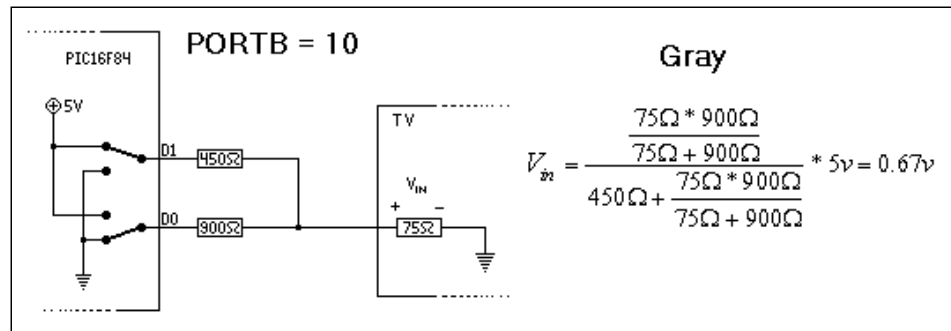 PORTB = 10
PIC16F84
5V
D1
450Ω
D0
900Ω
TV
V_IN
+ −
75Ω
Gray
V_in = (75Ω * 900Ω / 75Ω + 900Ω) / (450Ω + 75Ω * 900Ω / 75Ω + 900Ω) * 5v = 0.67v